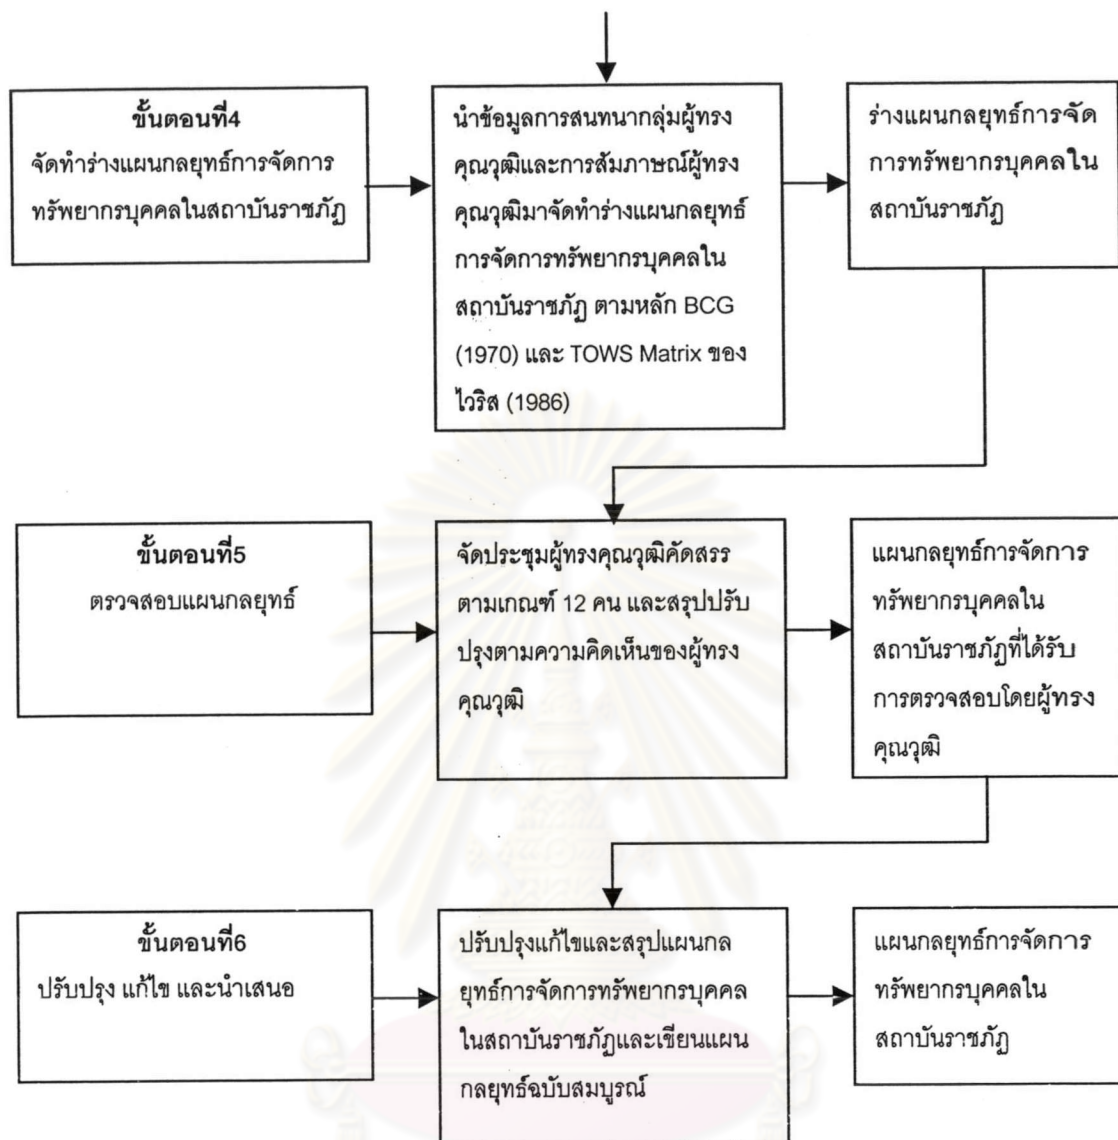 ขั้นตอนที่4
จัดทำร่างแผนกลยุทธ์การจัดการ
ทรัพยากรบุคคลในสถาบันราชภัฏ
นำข้อมูลการสนทนากลุ่มผู้ทรง
คุณวุฒิและการสัมภาษณ์ผู้ทรง
คุณวุฒิมาจัดทำร่างแผนกลยุทธ์
การจัดการทรัพยากรบุคคลใน
สถาบันราชภัฏ ตามหลัก BCG
(1970) และ TOWS Matrix ของ
ไวริส (1986)
ร่างแผนกลยุทธ์การจัด
การทรัพยากรบุคคลใน
สถาบันราชภัฏ
ขั้นตอนที่5
ตรวจสอบแผนกลยุทธ์
จัดประชุมผู้ทรงคุณวุฒิคัดสรร
ตามเกณฑ์ 12 คน และสรุปปรับ
ปรุงตามความคิดเห็นของผู้ทรง
คุณวุฒิ
แผนกลยุทธ์การจัดการ
ทรัพยากรบุคคลใน
สถาบันราชภัฏที่ได้รับ
การตรวจสอบโดยผู้ทรง
คุณวุฒิ
ขั้นตอนที่6
ปรับปรุง แก้ไข และนำเสนอ
ปรับปรุงแก้ไขและสรุปแผนกล
ยุทธ์การจัดการทรัพยากรบุคคล
ในสถาบันราชภัฏและเขียนแผน
กลยุทธ์ฉบับสมบูรณ์
แผนกลยุทธ์การจัดการ
ทรัพยากรบุคคลใน
สถาบันราชภัฏ